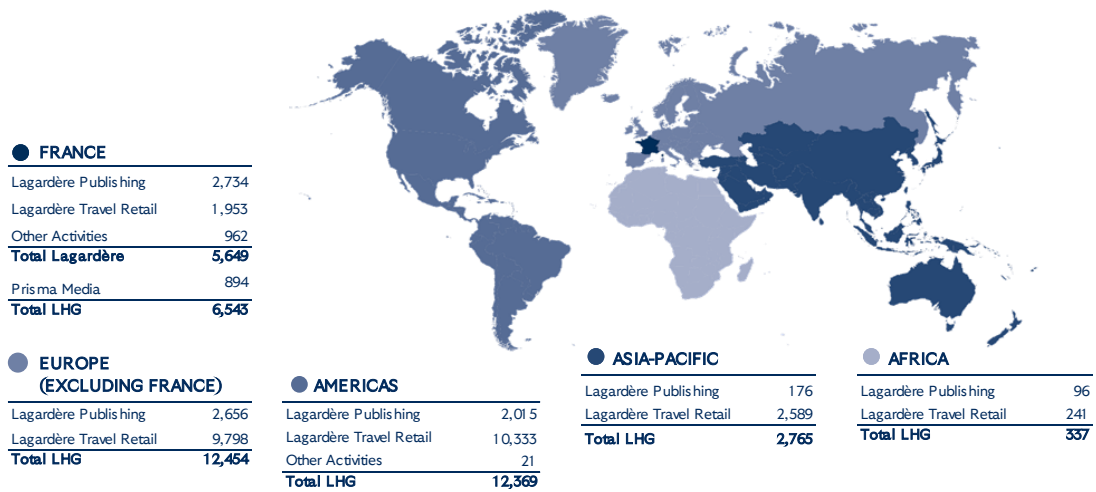 FRANCE
Lagardère Publishing 2,734
Lagardère Travel Retail 1,953
Other Activities 962
Total Lagardère 5,649
Prisma Media 894
Total LHG 6,543
EUROPE
(EXCLUDING FRANCE)
Lagardère Publishing 2,656
Lagardère Travel Retail 9,798
Total LHG 12,454
AMERICAS
Lagardère Publishing 2,015
Lagardère Travel Retail 10,333
Other Activities 21
Total LHG 12,369
ASIA-PACIFIC
Lagardère Publishing 176
Lagardère Travel Retail 2,589
Total LHG 2,765
AFRICA
Lagardère Publishing 96
Lagardère Travel Retail 241
Total LHG 337